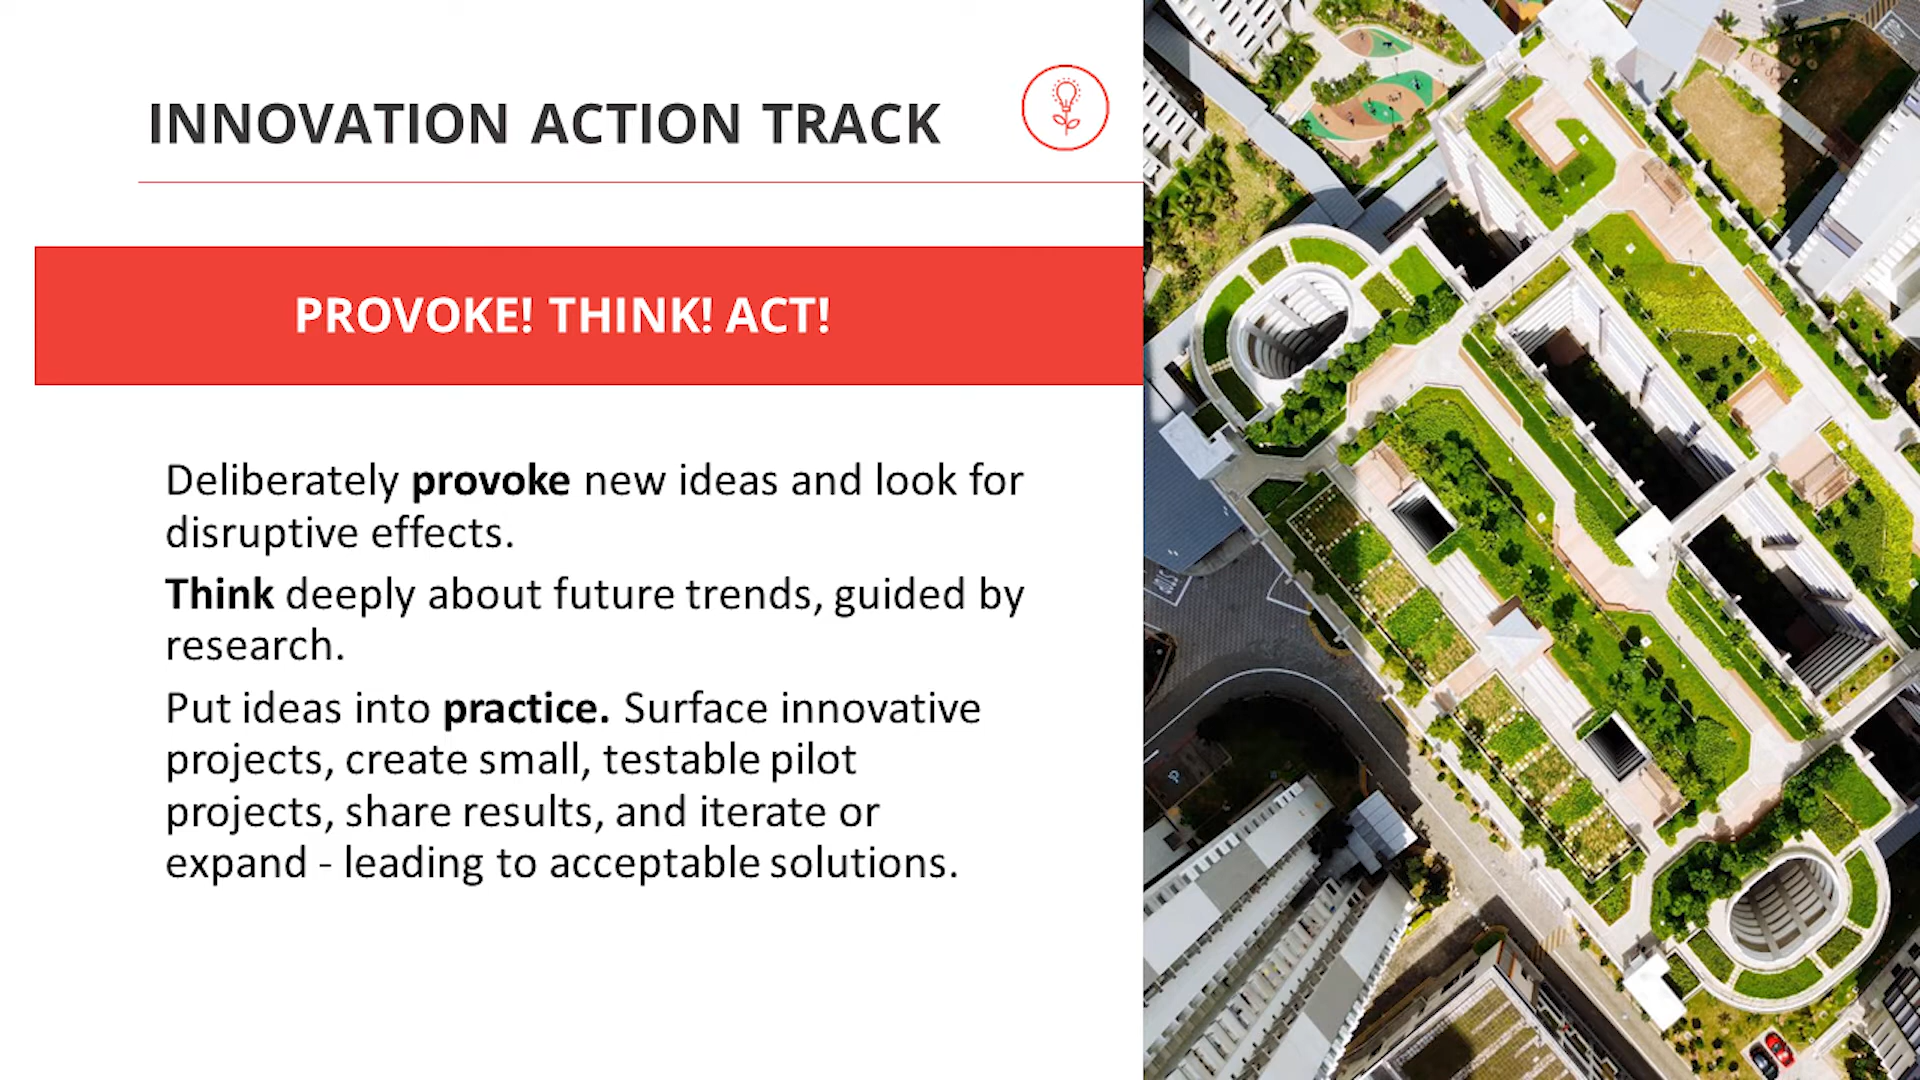 INNOVATION ACTION TRACK
PROVOKE! THINK! ACT!
Deliberately provoke new ideas and look for
disruptive effects.
Think deeply about future trends, guided by
research.
Put ideas into practice. Surface innovative
projects, create small, testable pilot
projects, share results, and iterate or
expand - leading to acceptable solutions.